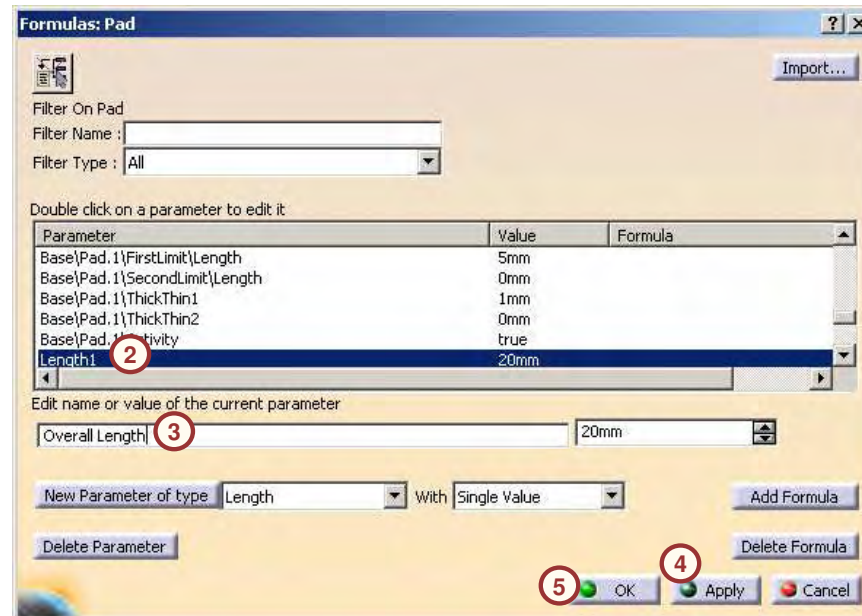 Formulas: Pad
Import...
Filter On Pad
Filter Name :
Filter Type : All
Double click on a parameter to edit it
Parameter Value Formula
Base\Pad.1\FirstLimit\Length 5mm
Base\Pad.1\SecondLimit\Length 0mm
Base\Pad.1\ThickThin1 1mm
Base\Pad.1\ThickThin2 0mm
Base\Pad. tivity true
Length1 2 20mm
Edit name or value of the current parameter
Overall Length 3 20mm
New Parameter of type Length With Single Value Add Formula
Delete Parameter Delete Formula
4
5 OK Apply Cancel